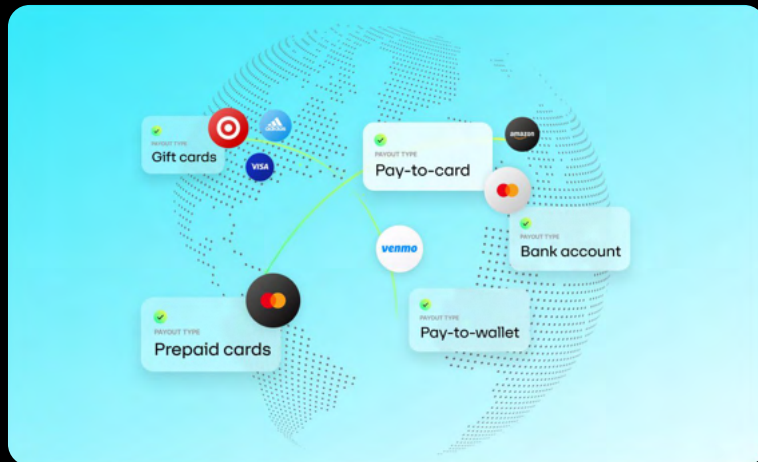 PAYOUT TYPE
Gift cards
adidas
VISA
PAYOUT TYPE
Pay-to-card
amazon
PAYOUT TYPE
Bank account
venmo
PAYOUT TYPE
Prepaid cards
PAYOUT TYPE
Pay-to-wallet